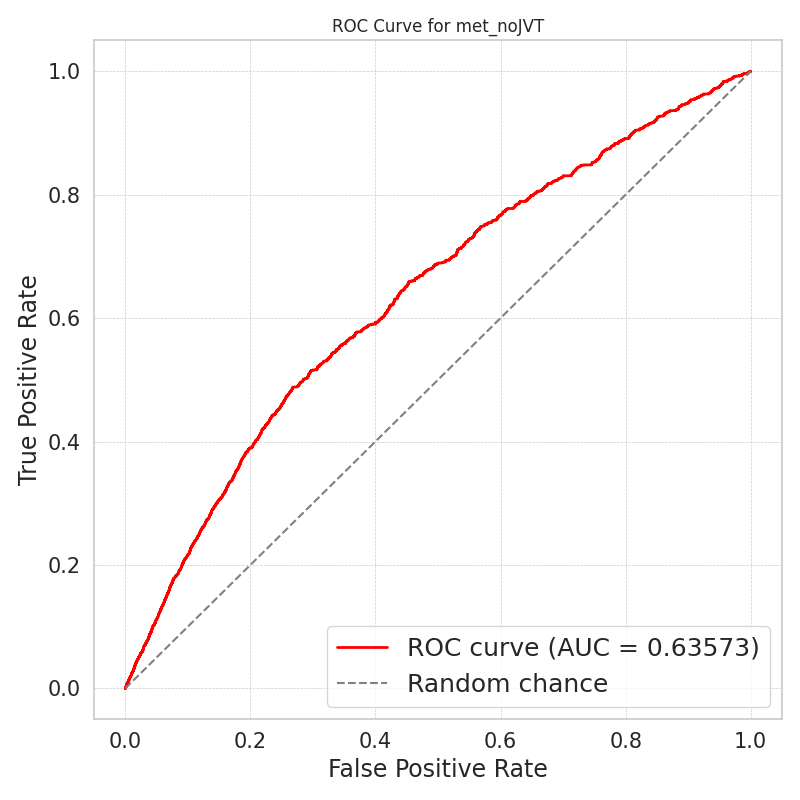 ROC Curve for met_noJVT
1.0
0.8
0.6
0.4
0.2
0.0
True Positive Rate
ROC curve (AUC = 0.63573)
Random chance
0.0 0.2 0.4 0.6 0.8 1.0
False Positive Rate